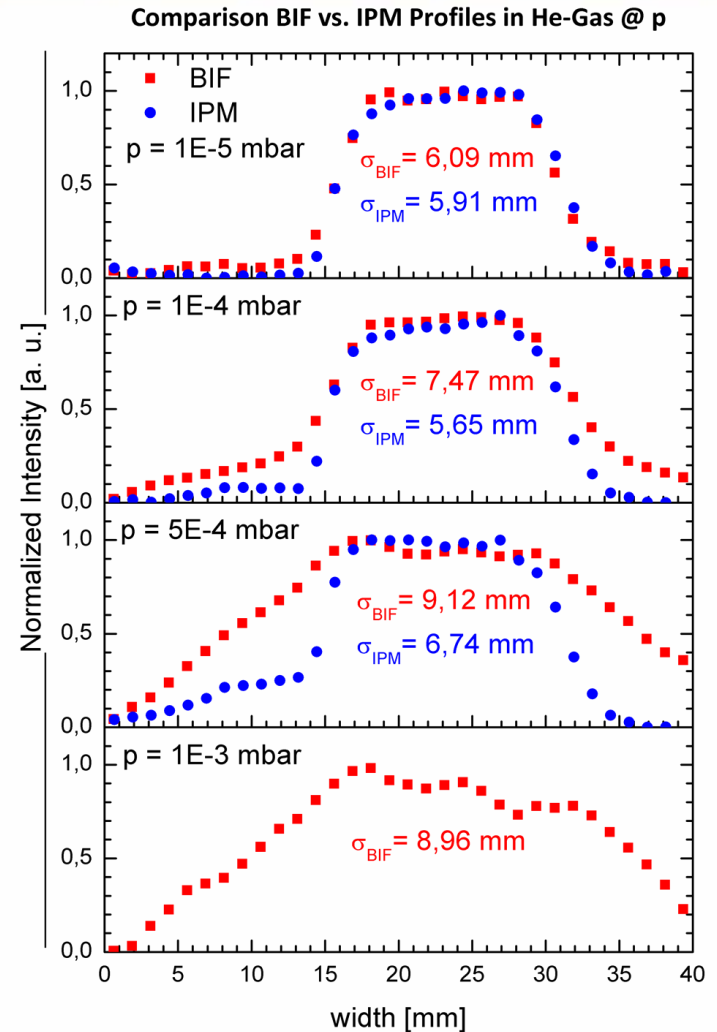 Comparison BIF vs. IPM Profiles in He-Gas @ p
BIF
IPM
p = 1E-5 mbar
σBIF= 6,09 mm
σIPM= 5,91 mm
1,0
0,5
0,0
p = 1E-4 mbar
σBIF= 7,47 mm
σIPM= 5,65 mm
1,0
0,5
0,0
p = 5E-4 mbar
σBIF= 9,12 mm
σIPM= 6,74 mm
1,0
0,5
0,0
p = 1E-3 mbar
σBIF= 8,96 mm
1,0
0,5
0,0
Normalized Intensity [a. u.]
0 5 10 15 20 25 30 35 40
width [mm]